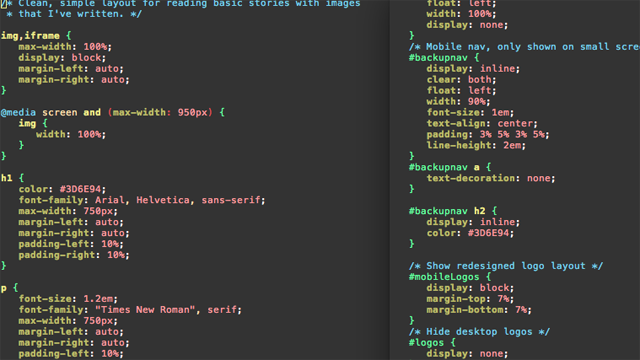 /* Clean, simple layout for reading basic stories with images
 * that I've written. */

img,iframe {
   max-width: 100%;
   display: block;
   margin-left: auto;
   margin-right: auto;
}

@media screen and (max-width: 950px) {
   img {
      width: 100%;
   }
}

h1 {
   color: #3D6E94;
   font-family: Arial, Helvetica, sans-serif;
   max-width: 750px;
   margin-left: auto;
   margin-right: auto;
   padding-left: 10%;
   padding-right: 10%;
}

p {
   font-size: 1.2em;
   font-family: "Times New Roman", serif;
   max-width: 750px;
   margin-left: auto;
   margin-right: auto;
   padding-left: 10%;
   float: left;
   width: 100%;
   display: none;
}
/* Mobile nav, only shown on small scree
#backupnav {
   display: inline;
   clear: both;
   float: left;
   width: 90%;
   font-size: 1em;
   text-align: center;
   padding: 3% 5% 3% 5%;
   line-height: 2em;
}
#backupnav a {
   text-decoration: none;
}

#backupnav h2 {
   display: inline;
   color: #3D6E94;
}

/* Show redesigned logo layout */
#mobileLogos {
   display: block;
   margin-top: 7%;
   margin-bottom: 7%;
}
/* Hide desktop logos */
#logos {
   display: none;